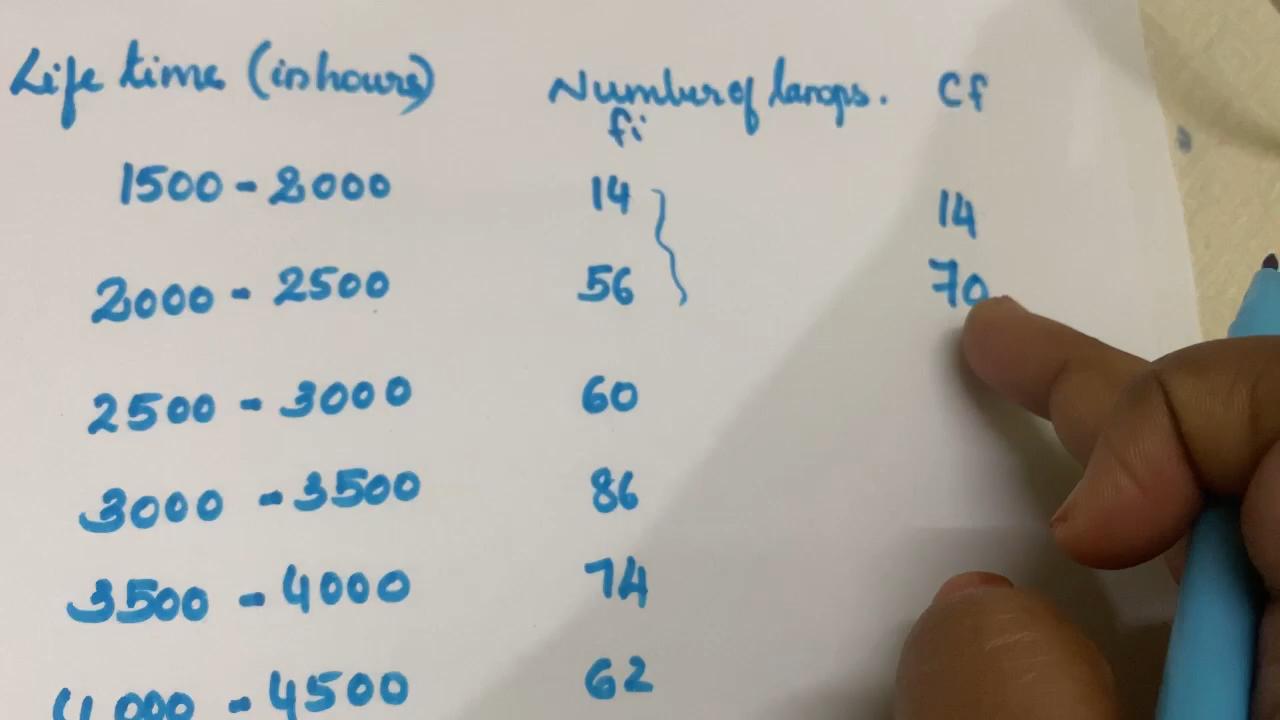 Life time (in hours) Number of lamps. Cf
fi
1500 - 2000 14 14
2000 - 2500 56 70
2500 - 3000 60
3000 - 3500 86
3500 - 4000 74
4000 - 4500 62